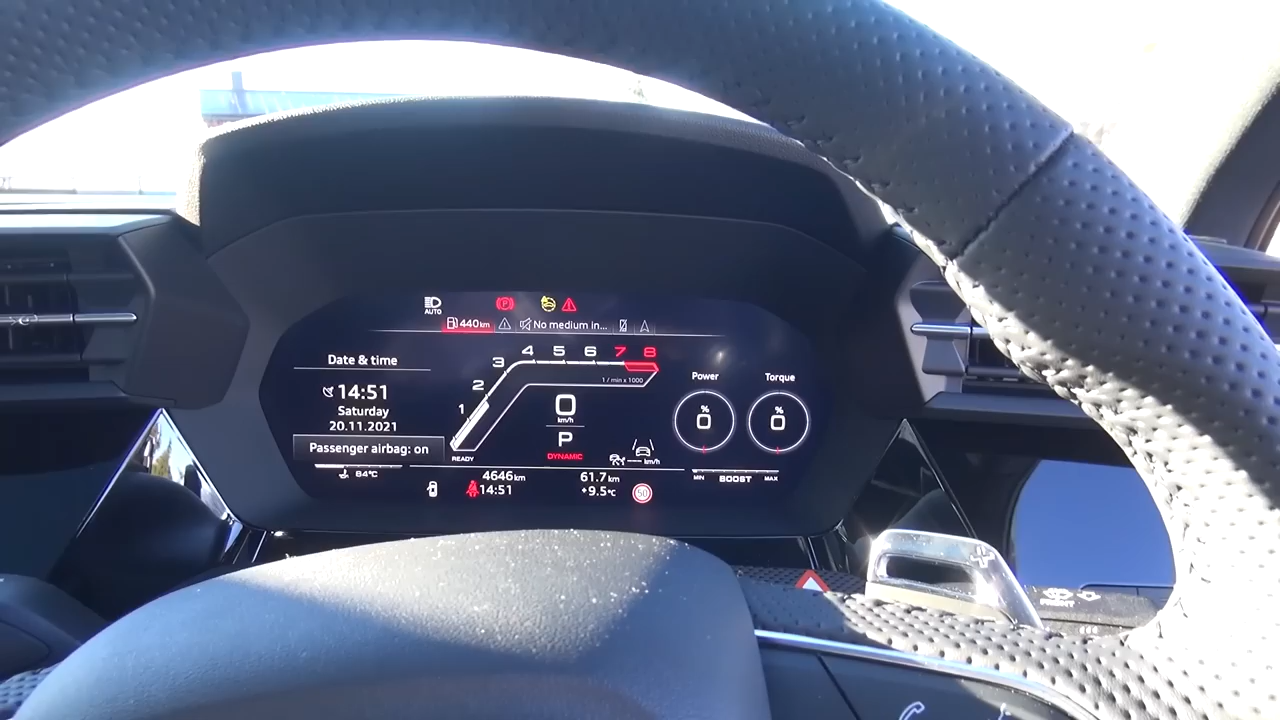 AUTO
440km
No medium in...
Date & time
14:51
Saturday
20.11.2021
Passenger airbag: on
84°C
1 2 3 4 5 6 7 8
1 / min x 1000
0
km/h
P
DYNAMIC
READY
--- km/h
Power
%
0
Torque
%
0
MIN BOOST MAX
4646km
14:51
61.7km
+9.5°C
50
FRONT